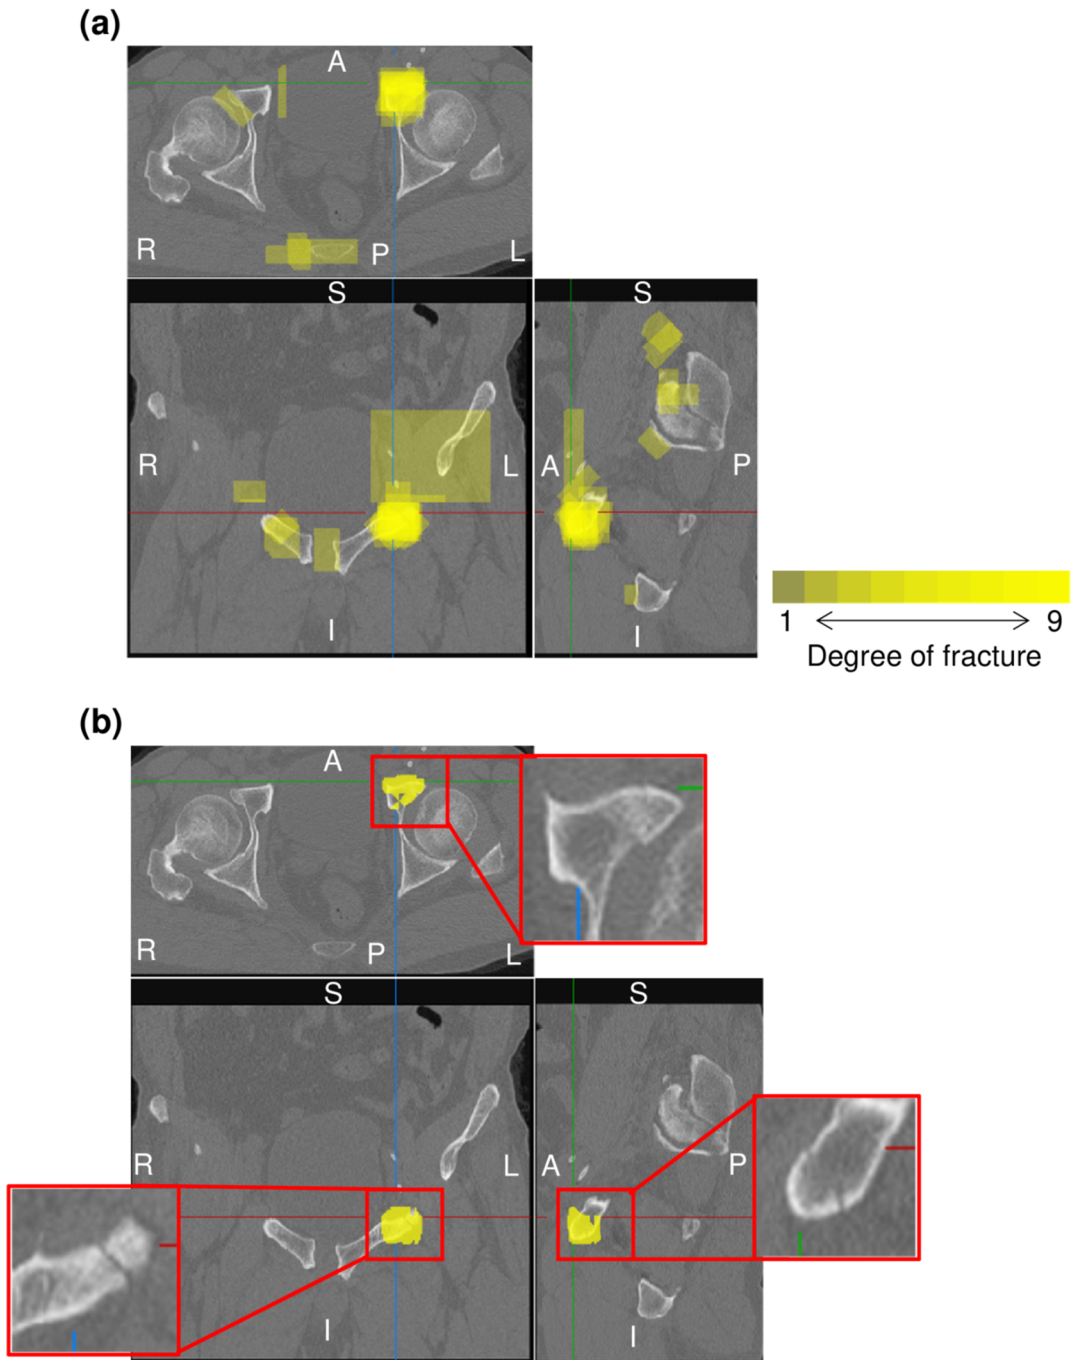 (a)
A
R P L
S S
R L A P
I I
1 9
Degree of fracture
(b)
A
R P L
S S
R L A P
I I